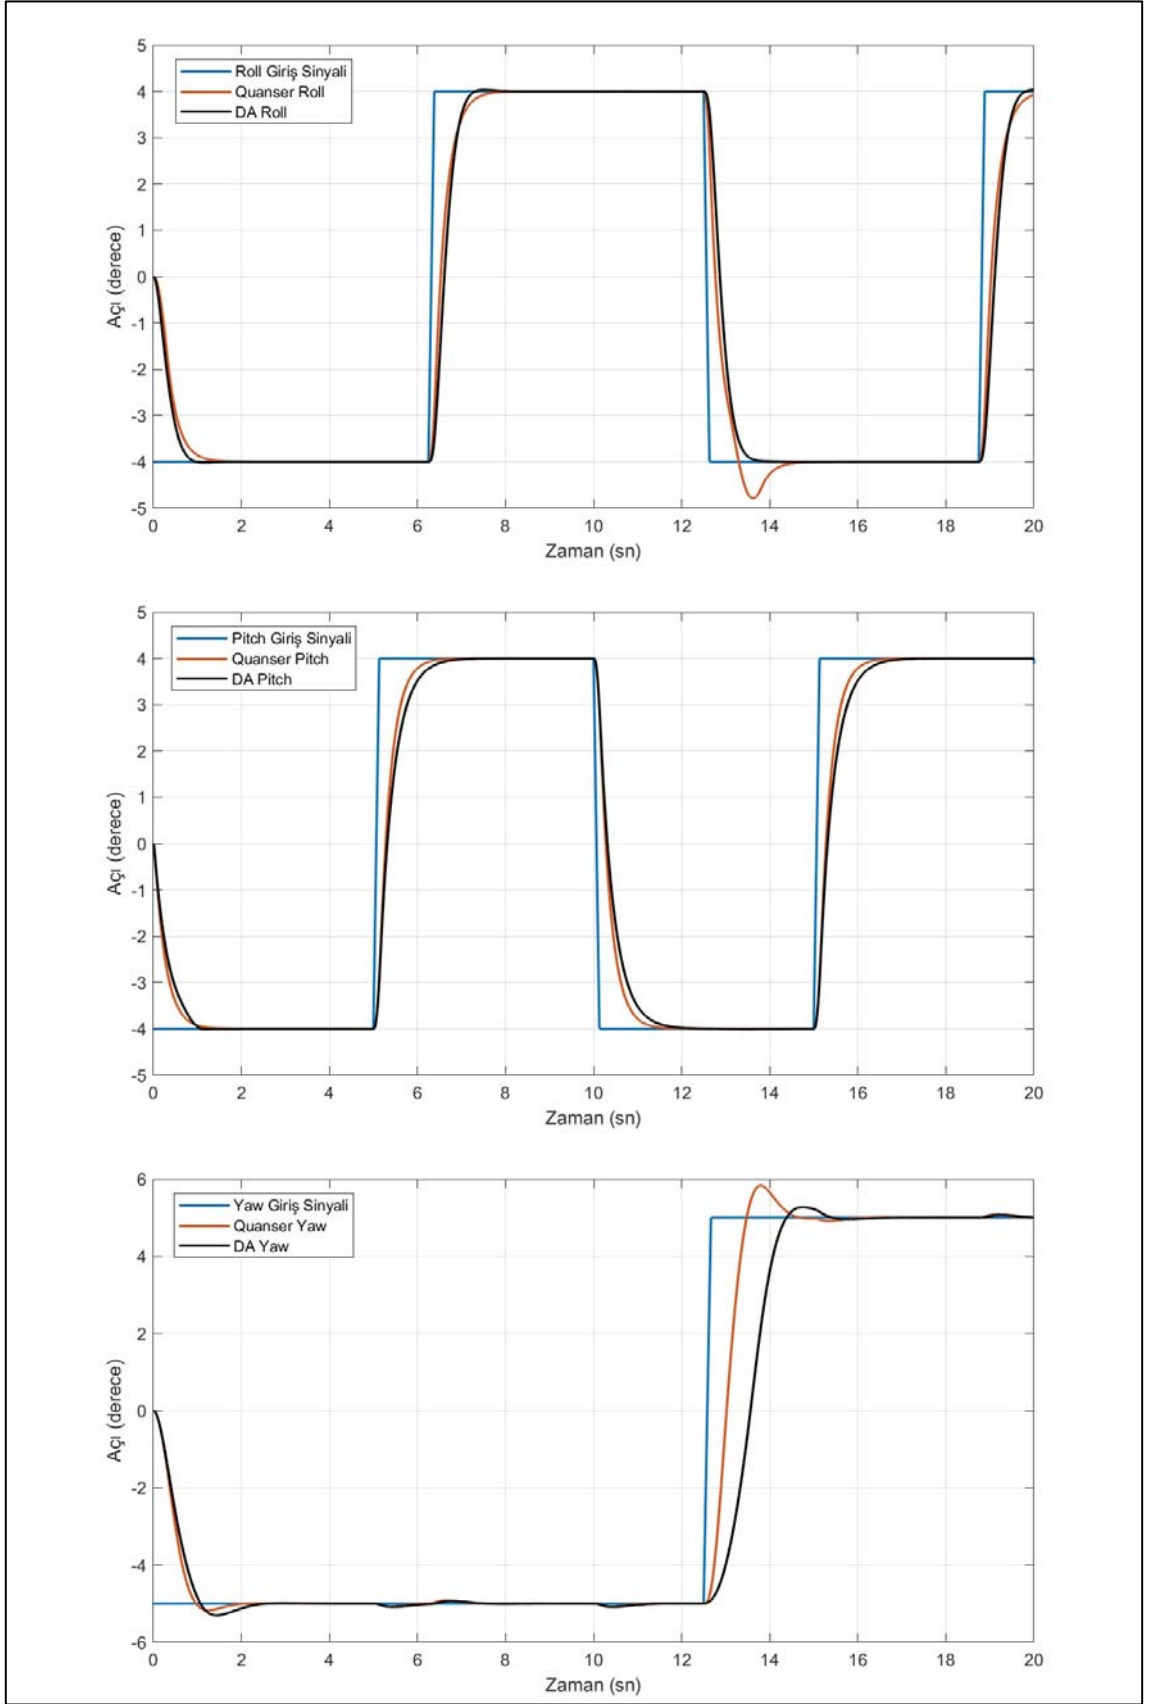 5
4
3
2
1
0
-1
-2
-3
-4
-5
Açı (derece)
Roll Giriş Sinyali
Quanser Roll
DA Roll
0 2 4 6 8 10 12 14 16 18 20
Zaman (sn)
5
4
3
2
1
0
-1
-2
-3
-4
-5
Açı (derece)
Pitch Giriş Sinyali
Quanser Pitch
DA Pitch
0 2 4 6 8 10 12 14 16 18 20
Zaman (sn)
6
4
2
0
-2
-4
-6
Açı (derece)
Yaw Giriş Sinyali
Quanser Yaw
DA Yaw
0 2 4 6 8 10 12 14 16 18 20
Zaman (sn)